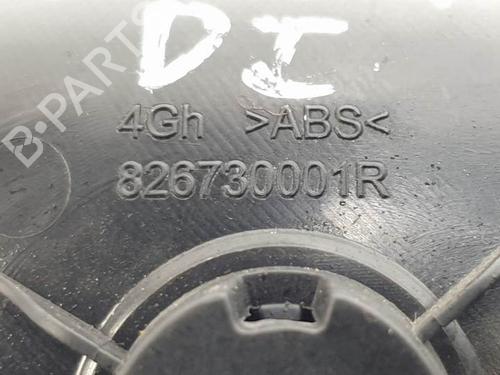 DI
4Gh >ABS<
826730001R
B-PARTS